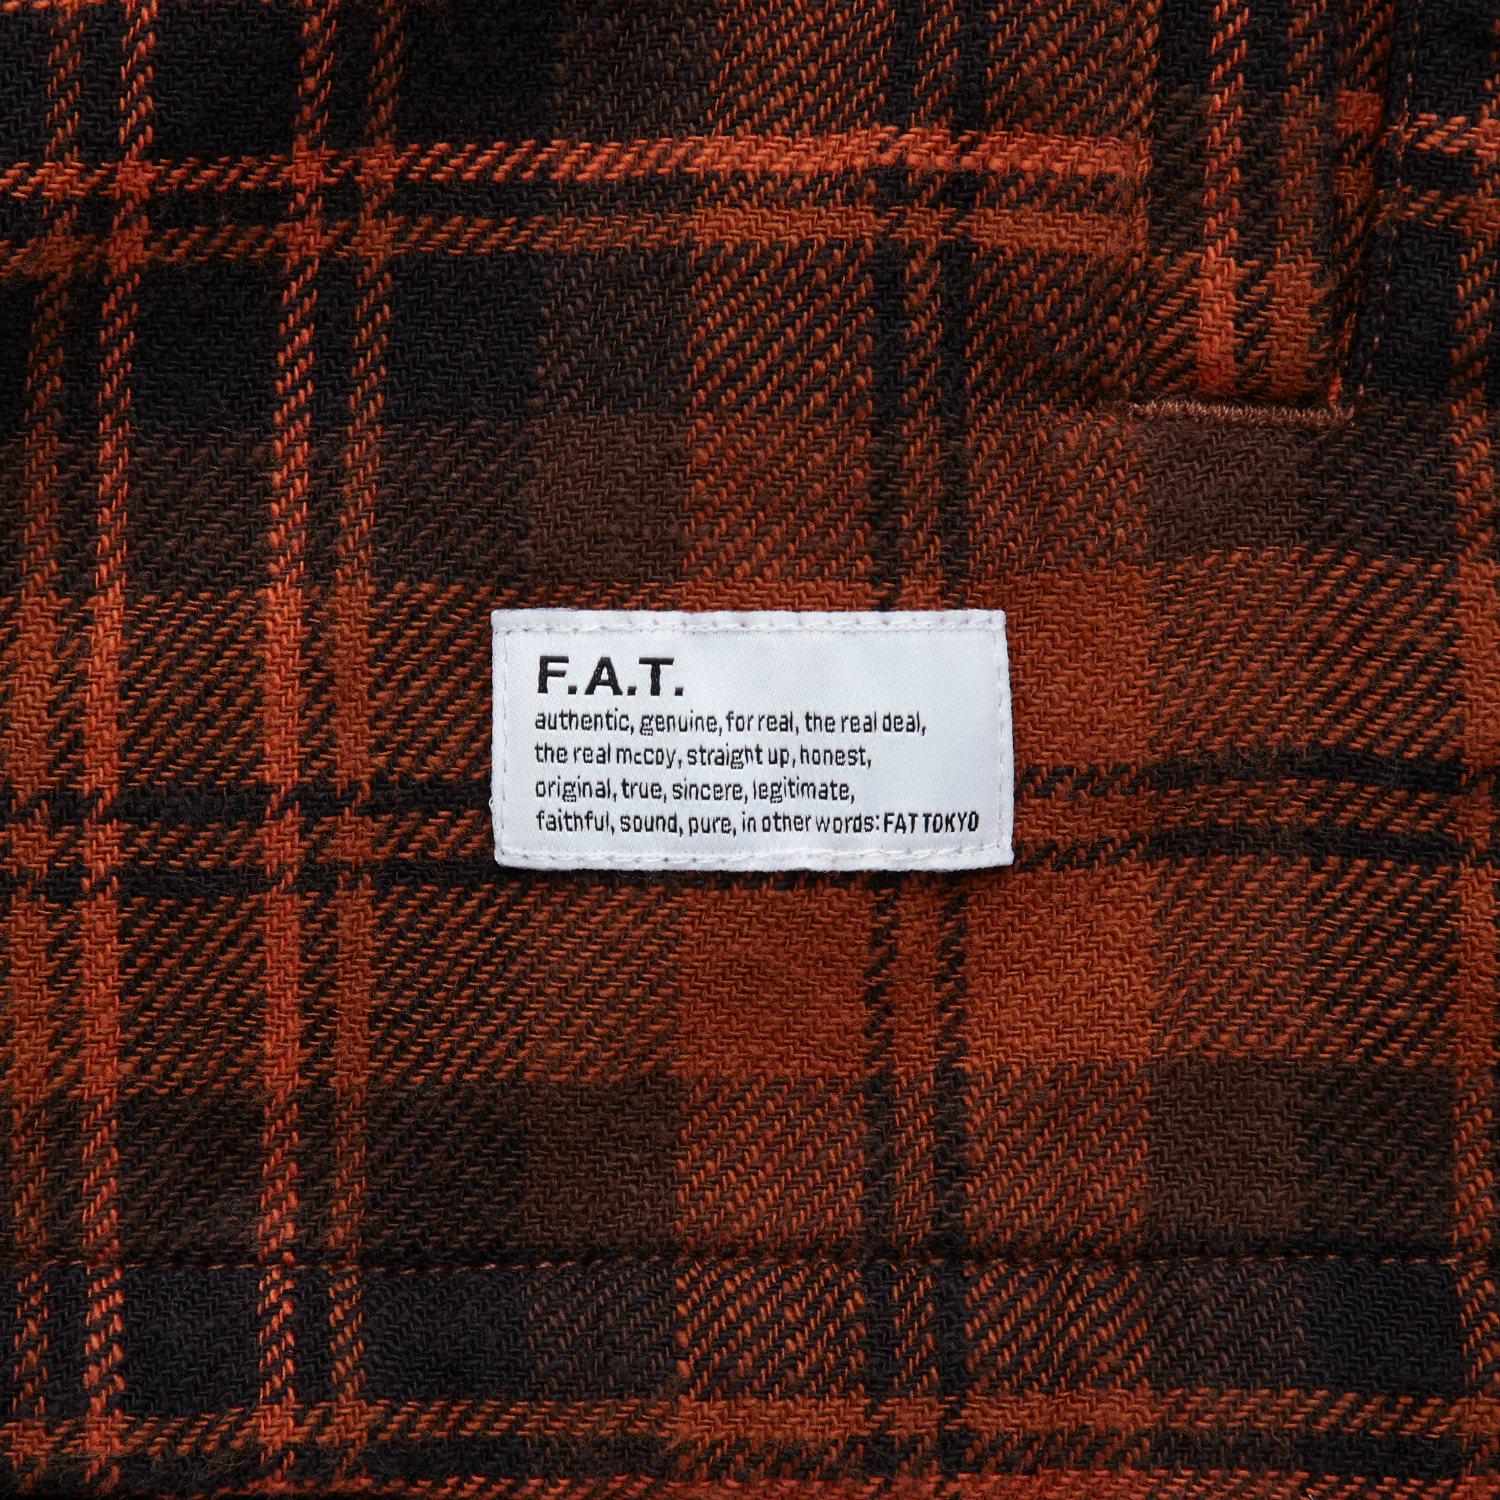 F.A.T.
authentic, genuine, for real, the real deal,
the real mccoy, straight up, honest,
original, true, sincere, legitimate,
faithful, sound, pure, in other words: FAT TOKYO